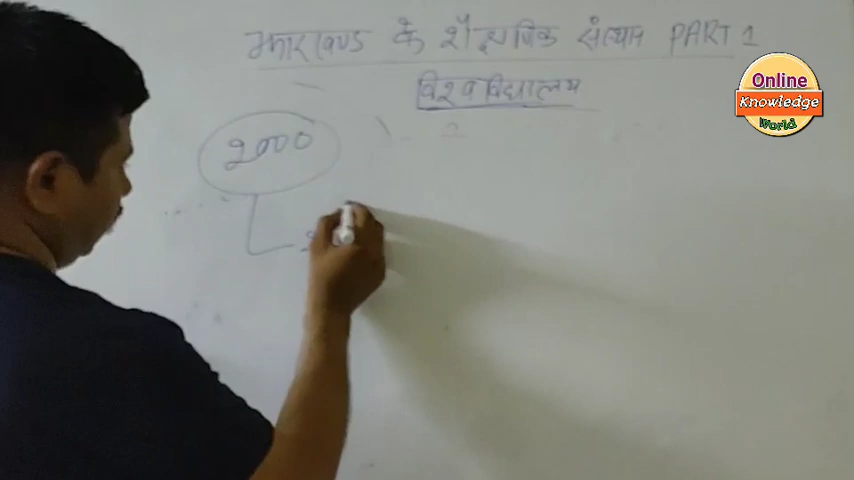 झारखण्ड के शैक्षणिक संस्थान PART 1
विश्वविद्यालय
2000
Online
Knowledge
World